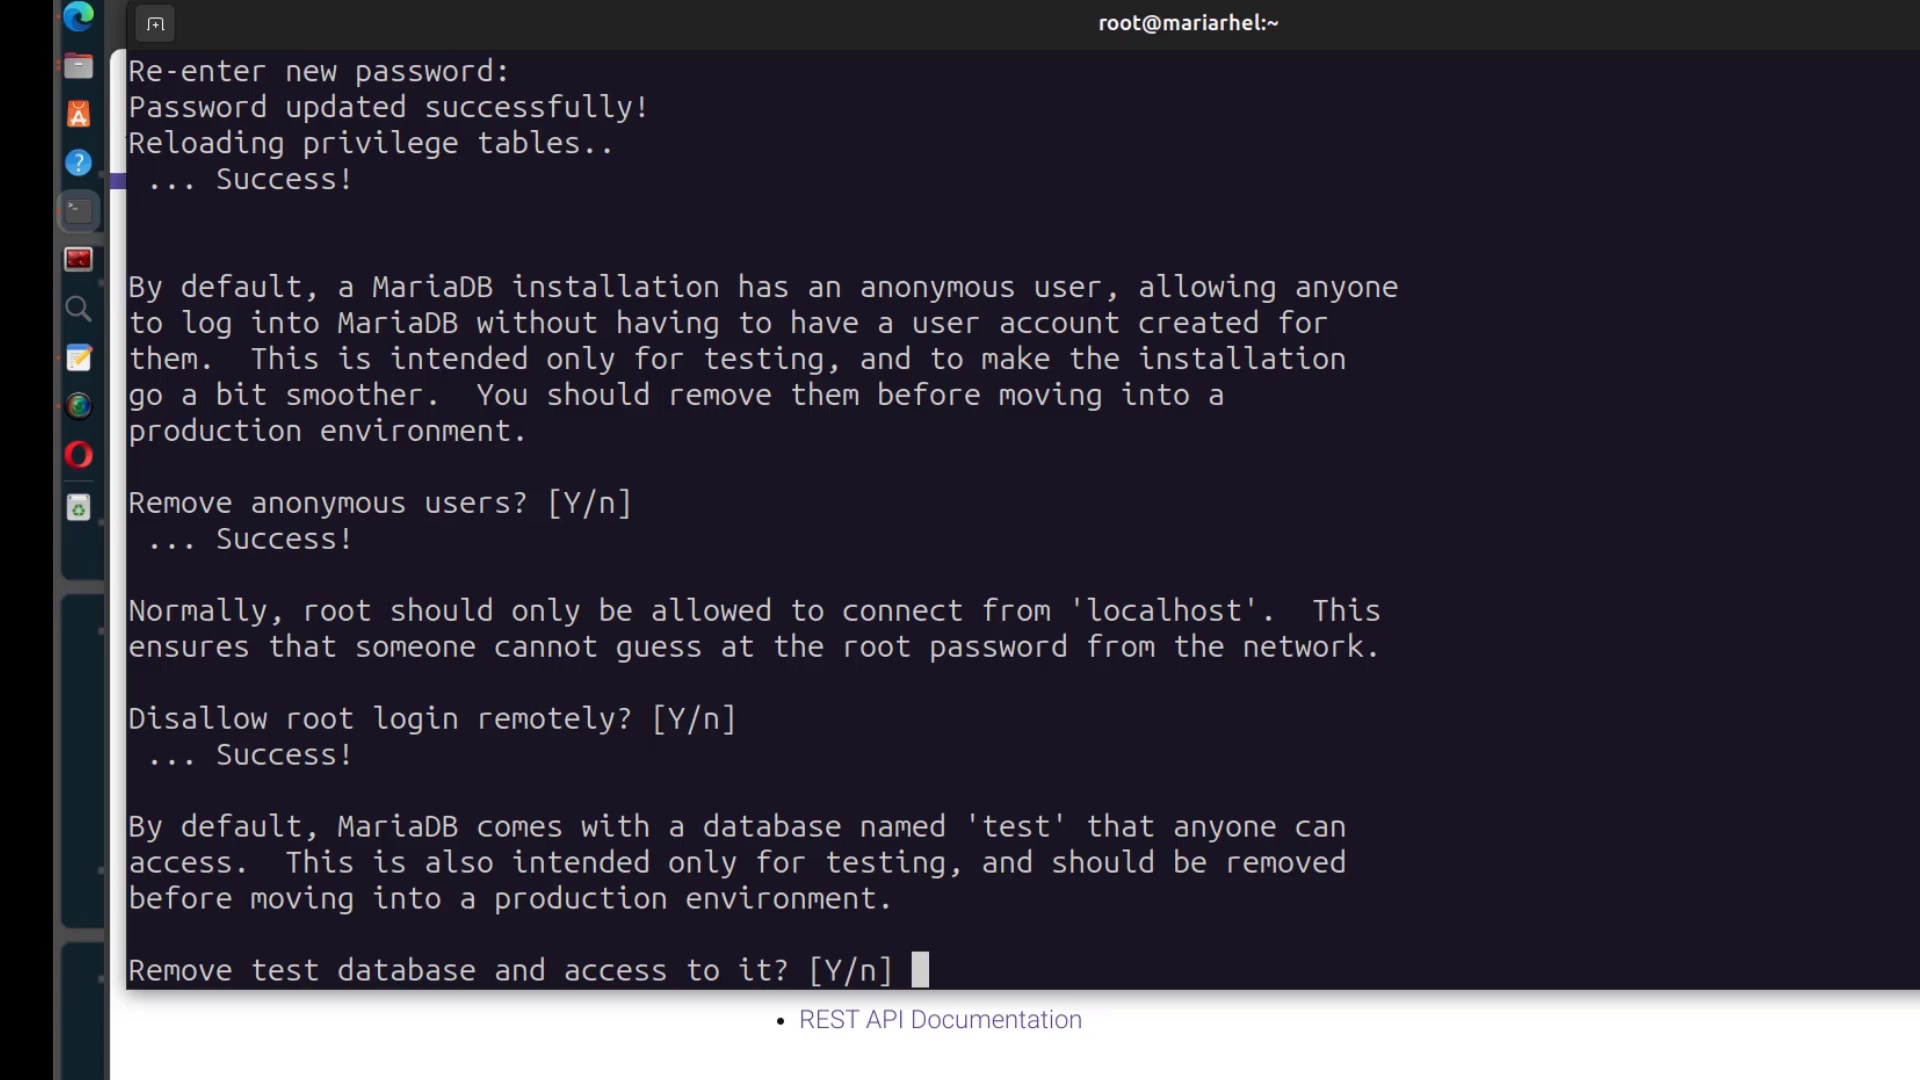 root@mariarhel:~
Re-enter new password:
Password updated successfully!
Reloading privilege tables..
... Success!
By default, a MariaDB installation has an anonymous user, allowing anyone
to log into MariaDB without having to have a user account created for
them.  This is intended only for testing, and to make the installation
go a bit smoother.  You should remove them before moving into a
production environment.
Remove anonymous users? [Y/n]
... Success!
Normally, root should only be allowed to connect from 'localhost'.  This
ensures that someone cannot guess at the root password from the network.
Disallow root login remotely? [Y/n]
... Success!
By default, MariaDB comes with a database named 'test' that anyone can
access.  This is also intended only for testing, and should be removed
before moving into a production environment.
Remove test database and access to it? [Y/n]
• REST API Documentation